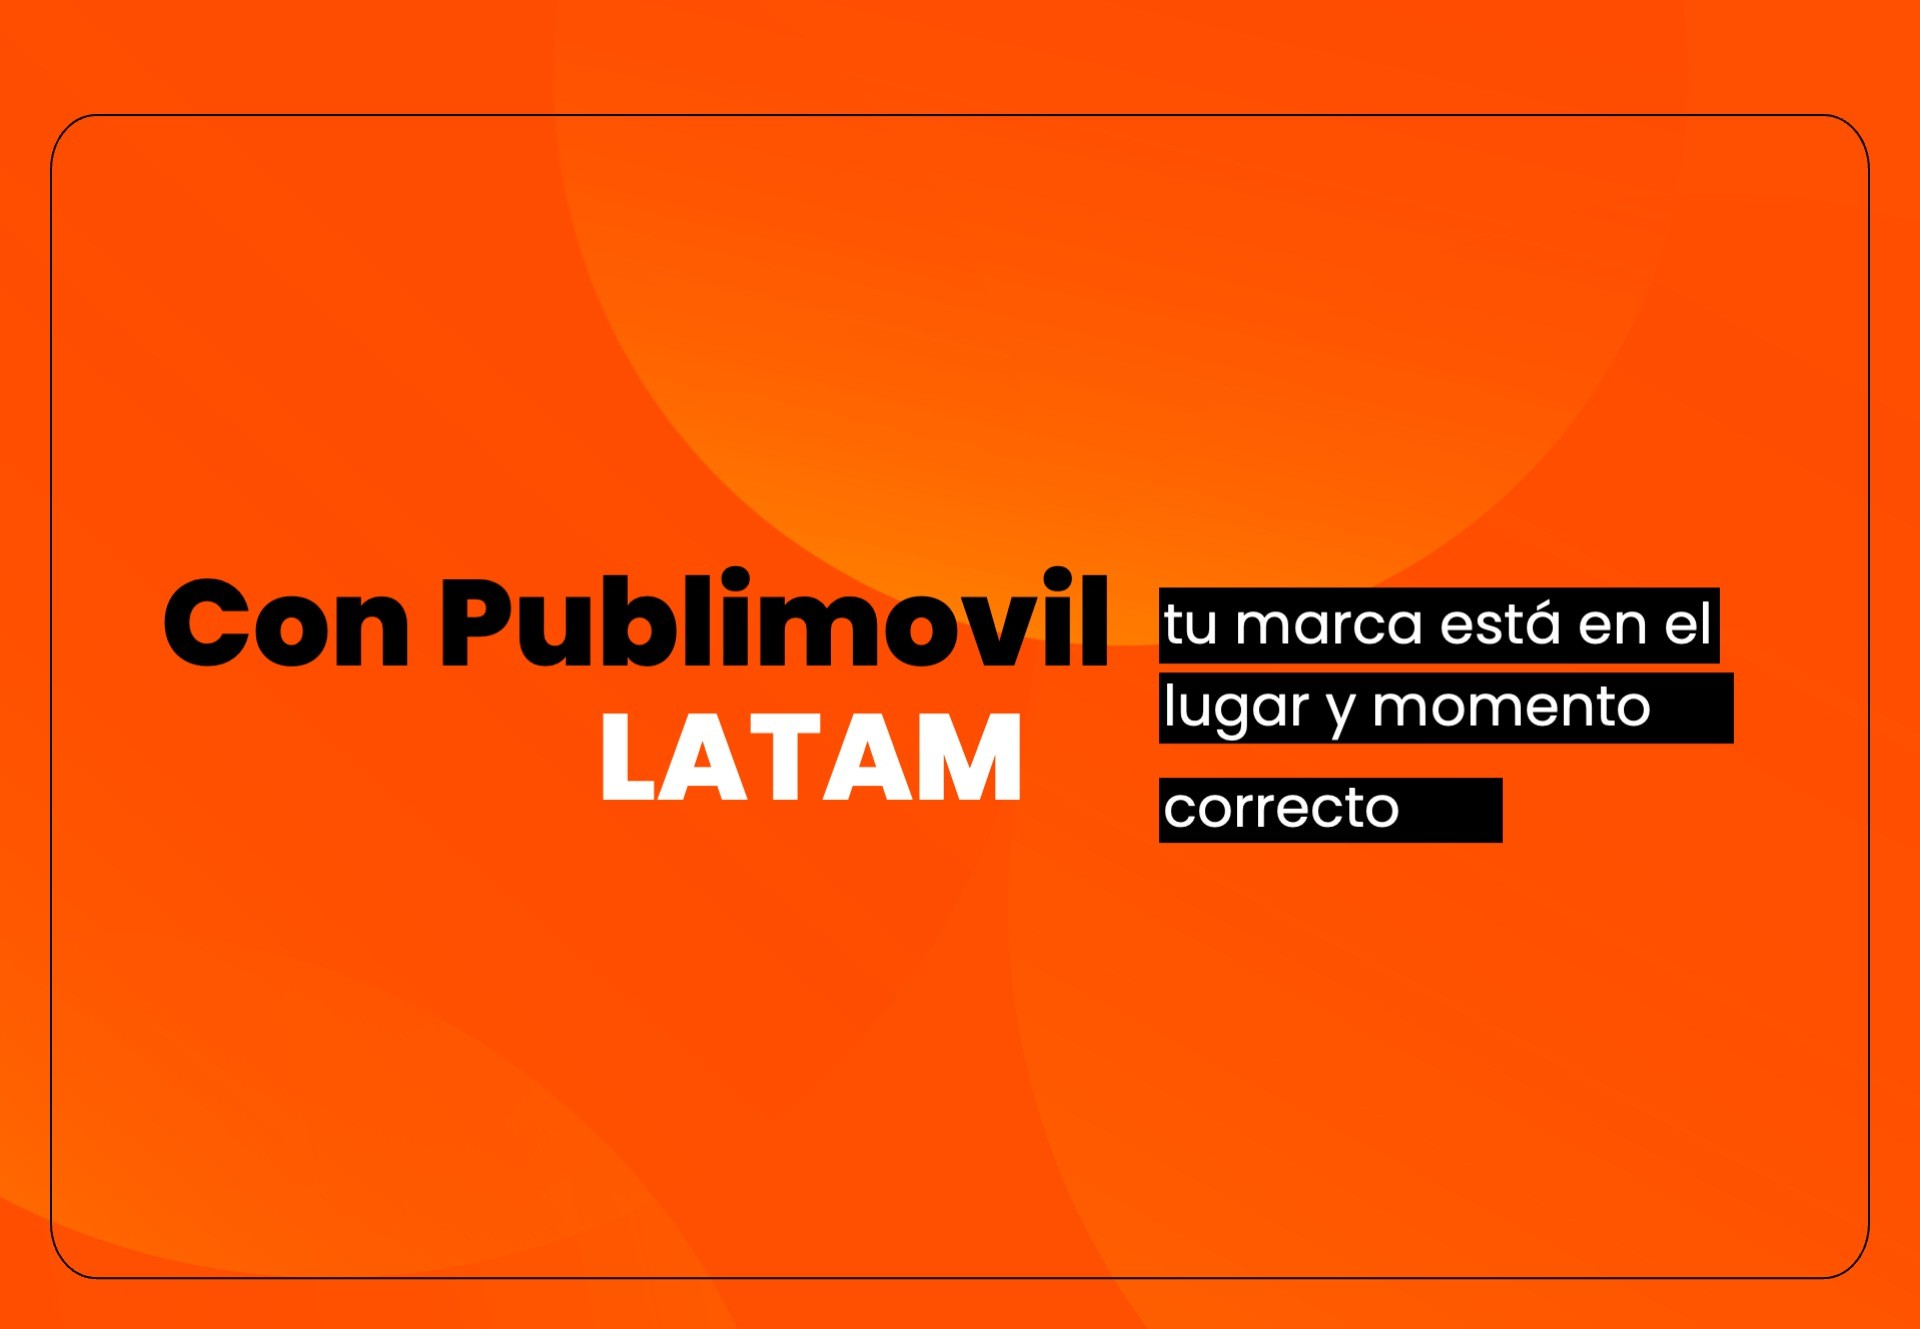 Con Publimovil
LATAM
tu marca está en el
lugar y momento
correcto